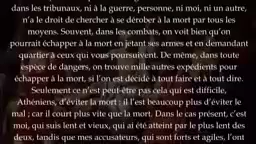 dans les tribunaux, ni à la guerre, personne, ni moi, ni un autre,
n'a le droit de chercher à se dérober à la mort par tous les
moyens. Souvent, dans les combats, on voit bien qu'on
pourrait échapper à la mort en jetant ses armes et en demandant
quartier à ceux qui vous poursuivent. De même, dans toute
espèce de dangers, on trouve mille autres expédients pour
échapper à la mort, si l'on est décidé à tout faire et à tout dire.
Seulement ce n'est peut-être pas cela qui est difficile,
Athéniens, d'éviter la mort : il l'est beaucoup plus d'éviter le
mal ; car il court plus vite que la mort. Dans le cas présent, c'est
moi, qui suis lent et vieux, qui ai été atteint par le plus lent des
deux, tandis que mes accusateurs, qui sont forts et agiles, l'ont